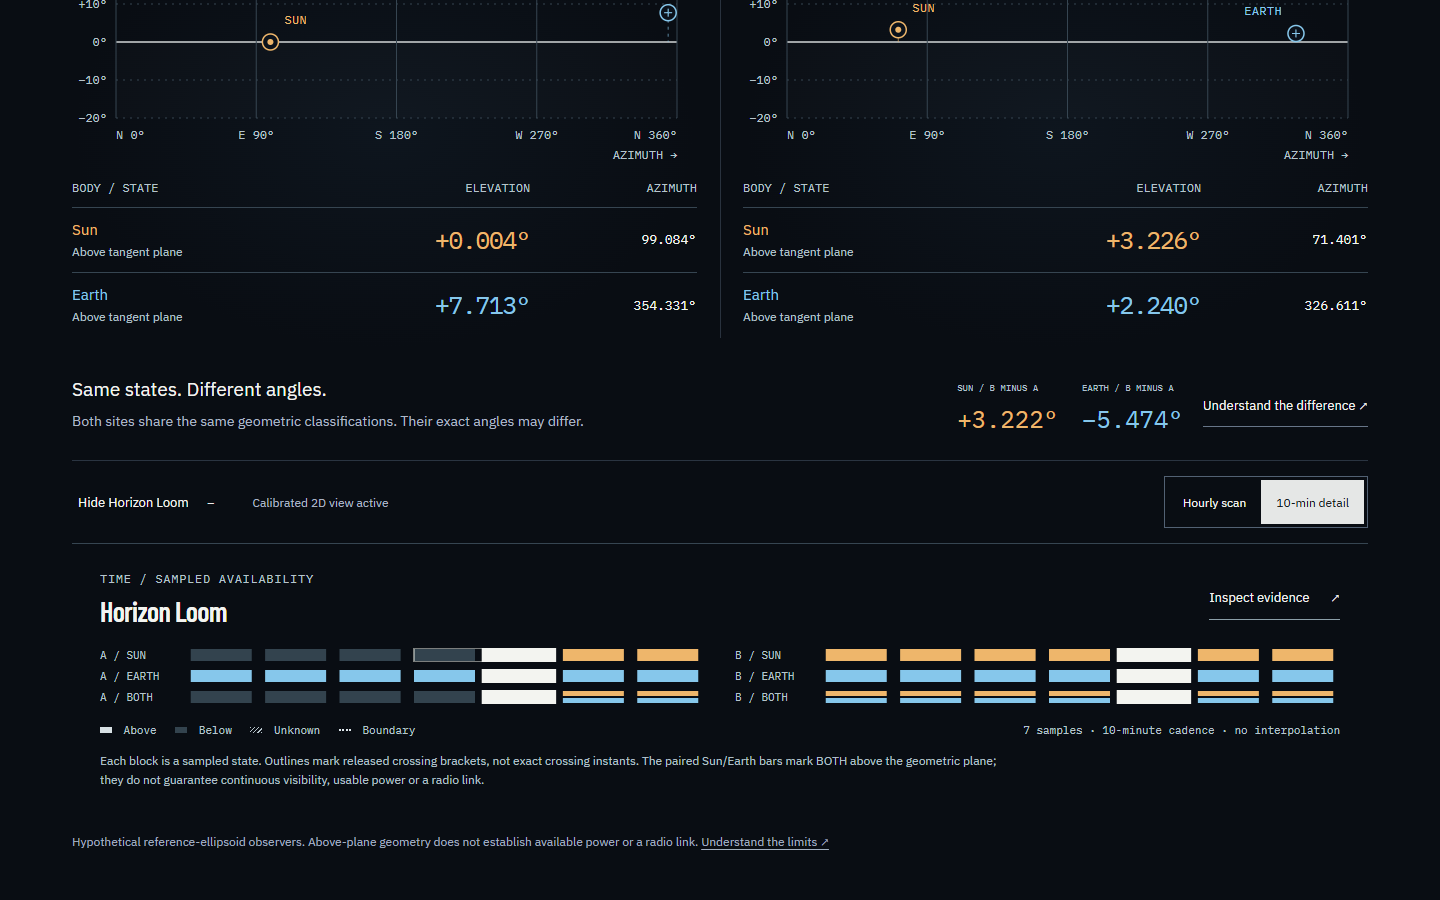 +10°
SUN
0°
−10°
−20°
N 0°
E 90°
S 180°
W 270°
N 360°
AZIMUTH →
+10°
SUN
EARTH
0°
−10°
−20°
N 0°
E 90°
S 180°
W 270°
N 360°
AZIMUTH →
BODY / STATE ELEVATION AZIMUTH
Sun
Above tangent plane
+0.004°
99.084°
Earth
Above tangent plane
+7.713°
354.331°
BODY / STATE ELEVATION AZIMUTH
Sun
Above tangent plane
+3.226°
71.401°
Earth
Above tangent plane
+2.240°
326.611°
Same states. Different angles.
Both sites share the same geometric classifications. Their exact angles may differ.
SUN / B MINUS A
+3.222°
EARTH / B MINUS A
−5.474°
Understand the difference ↗
Hide Horizon Loom –
Calibrated 2D view active
Hourly scan
10-min detail
TIME / SAMPLED AVAILABILITY
Horizon Loom
Inspect evidence ↗
A / SUN
A / EARTH
A / BOTH
B / SUN
B / EARTH
B / BOTH
Above Below Unknown Boundary
7 samples · 10-minute cadence · no interpolation
Each block is a sampled state. Outlines mark released crossing brackets, not exact crossing instants. The paired Sun/Earth bars mark BOTH above the geometric plane;
they do not guarantee continuous visibility, usable power or a radio link.
Hypothetical reference-ellipsoid observers. Above-plane geometry does not establish available power or a radio link. Understand the limits ↗